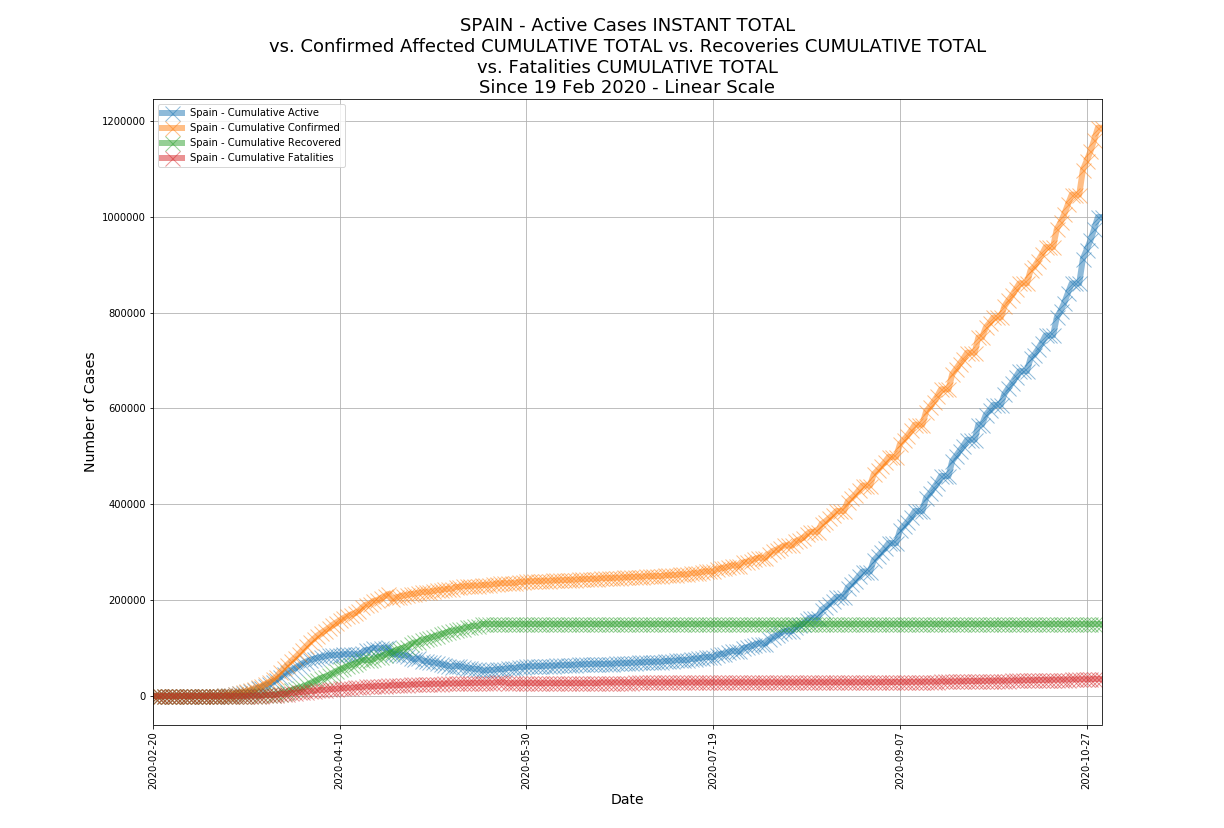 SPAIN - Active Cases INSTANT TOTAL
vs. Confirmed Affected CUMULATIVE TOTAL vs. Recoveries CUMULATIVE TOTAL
vs. Fatalities CUMULATIVE TOTAL
Since 19 Feb 2020 - Linear Scale
Spain - Cumulative Active
Spain - Cumulative Confirmed
Spain - Cumulative Recovered
Spain - Cumulative Fatalities
Number of Cases
1200000
1000000
800000
600000
400000
200000
0
2020-02-20
2020-04-10
2020-05-30
2020-07-19
2020-09-07
2020-10-27
Date